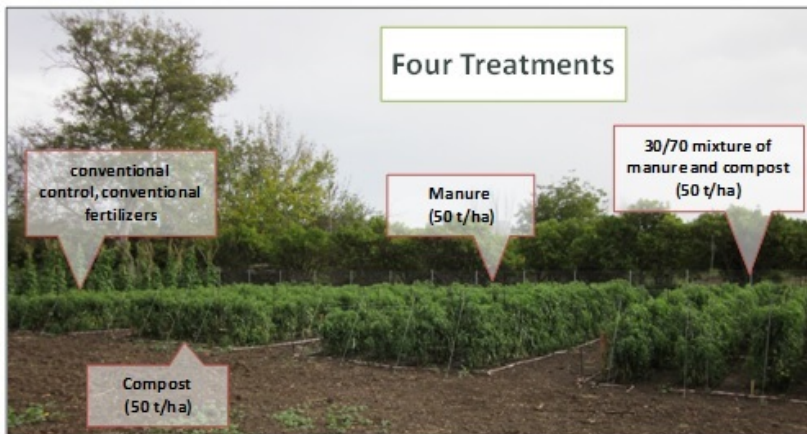 Four Treatments
conventional
control, conventional
fertilizers
Manure
(50 t/ha)
30/70 mixture of
manure and compost
(50 t/ha)
Compost
(50 t/ha)